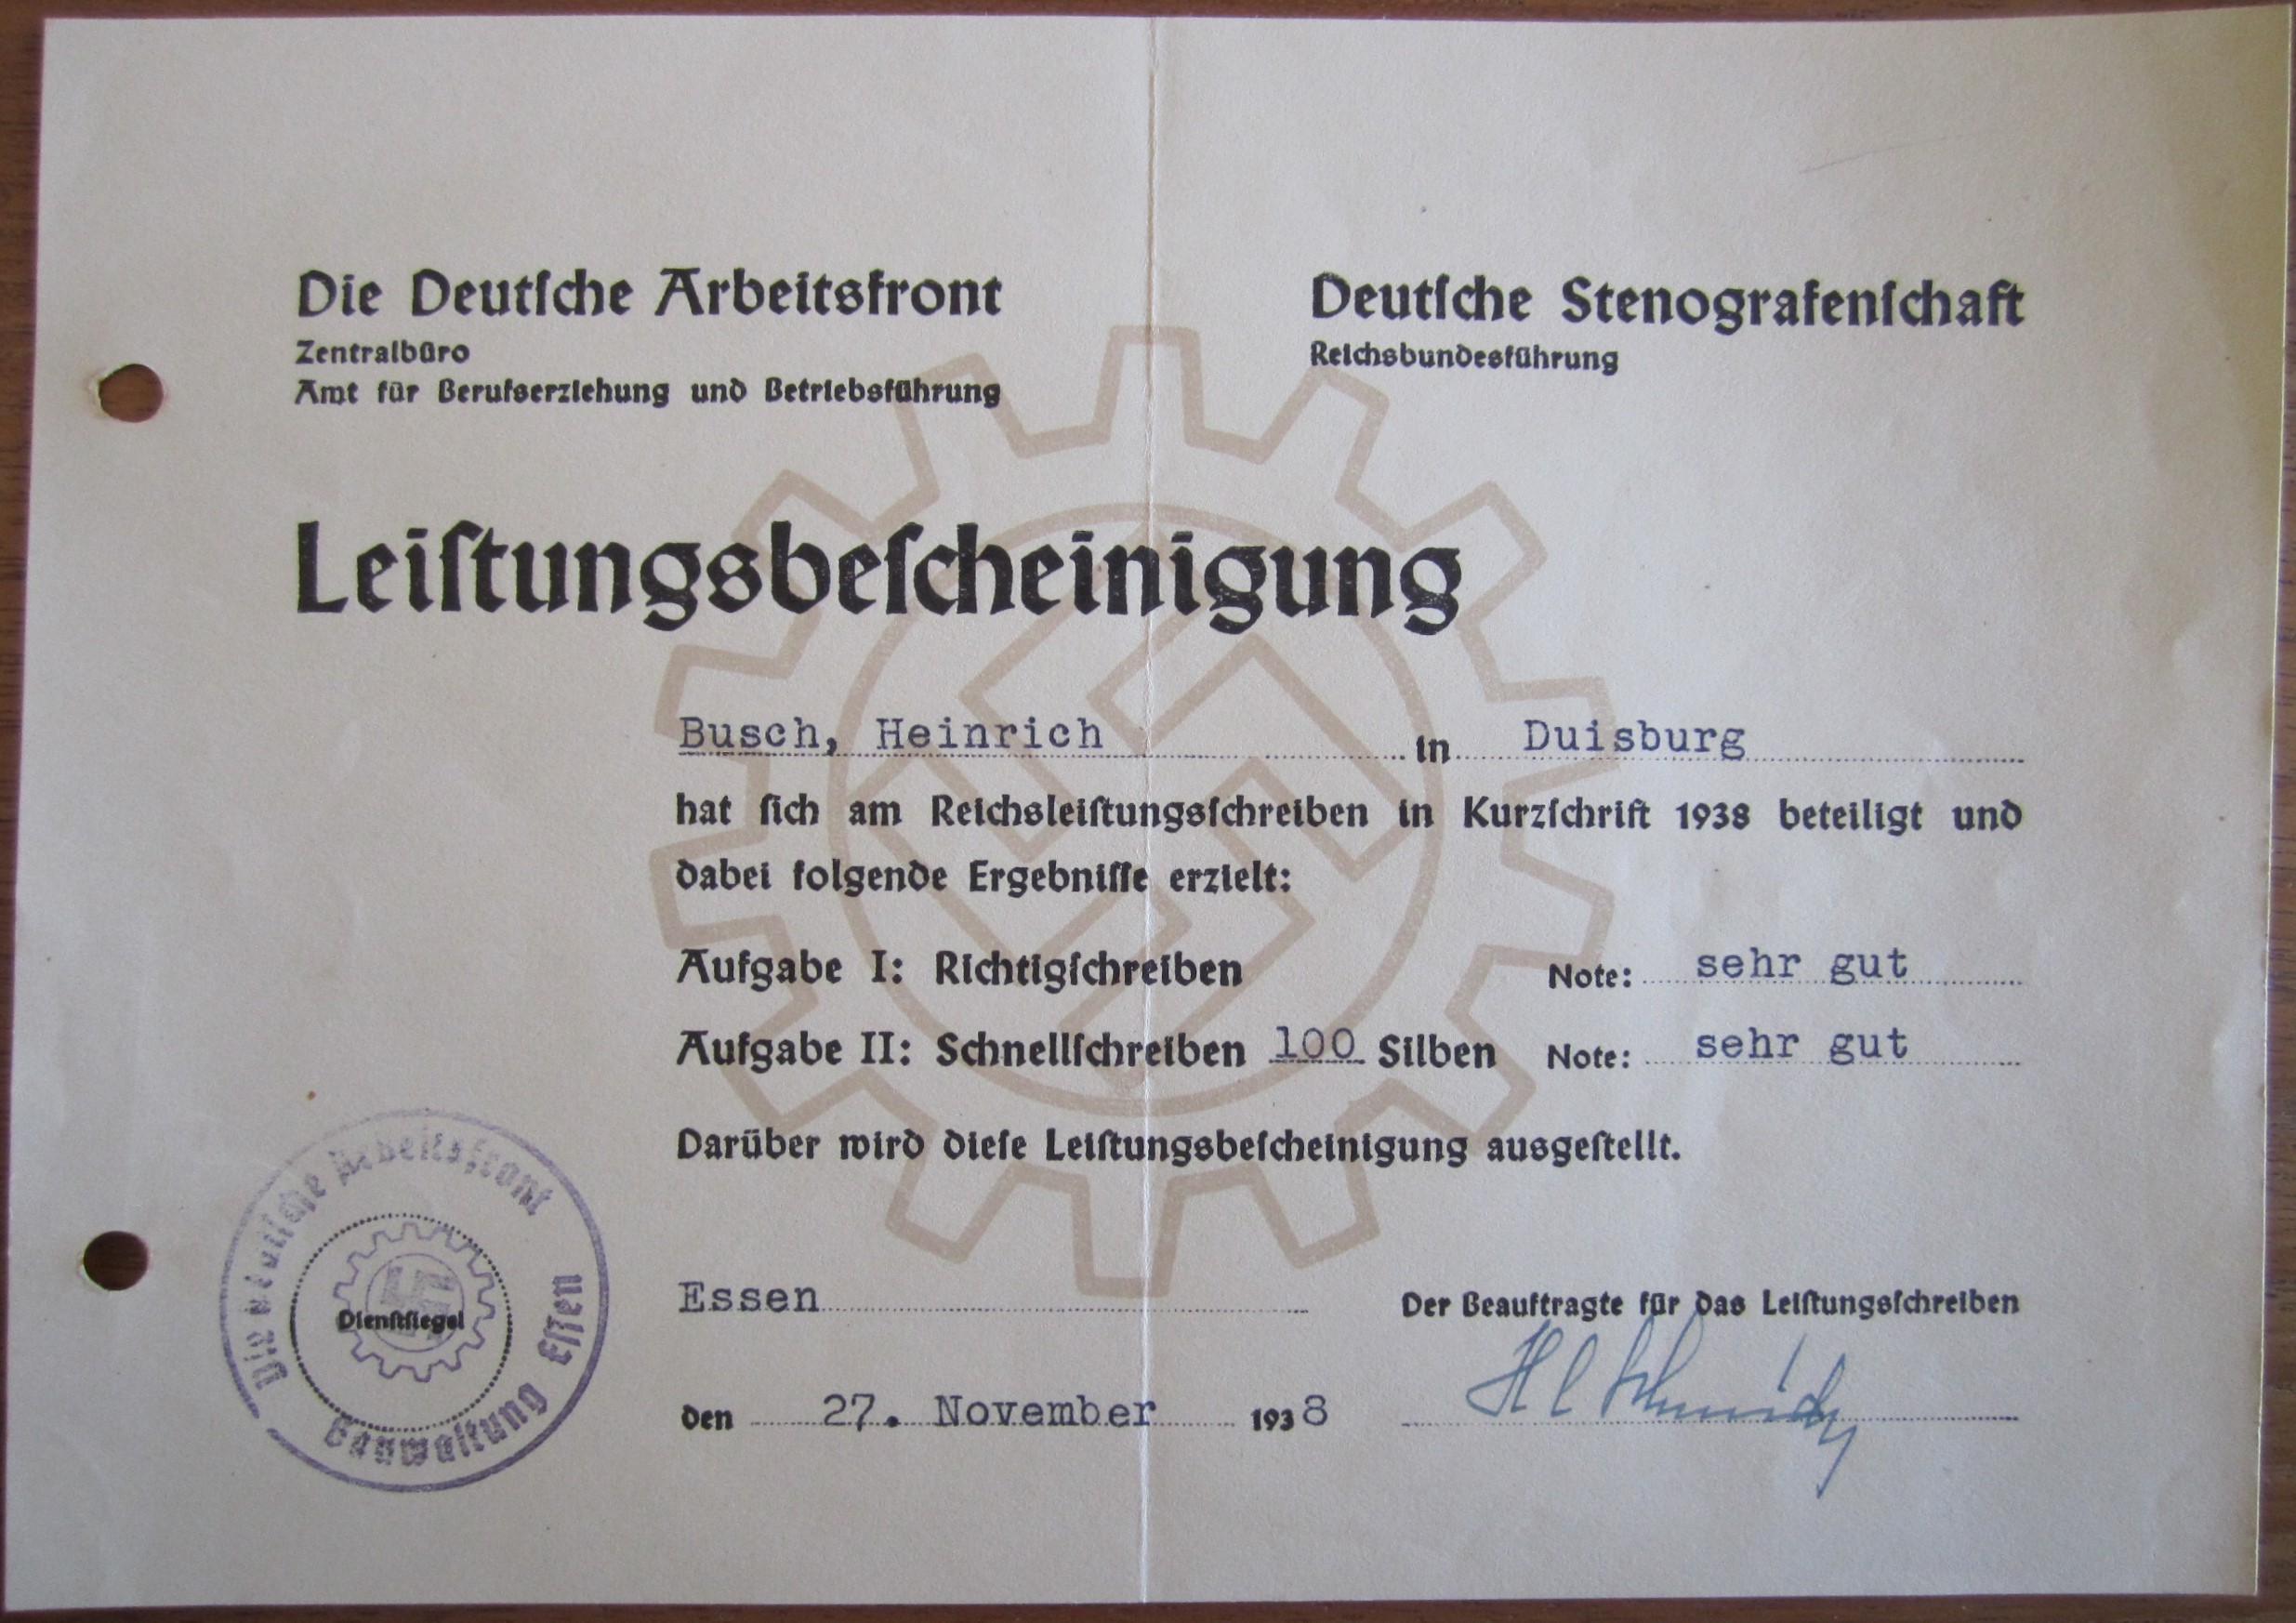 Die Deutſche Arbeitsfront
Zentralbüro
Amt für Berufserziehung und Betriebsführung
Deutſche Stenografenſchaft
Reichsbundesführung
Leiſtungsbeſcheinigung
Busch, Heinrich in Duisburg
hat ſich am Reichsleiſtungsſchreiben in Kurzſchrift 1938 beteiligt und
dabei folgende Ergebniſſe erzielt:
Aufgabe I: Richtigſchreiben Note: sehr gut
Aufgabe II: Schnellſchreiben 100 Silben Note: sehr gut
Darüber wird dieſe Leiſtungsbeſcheinigung ausgeſtellt.
Die Deutſche Arbeitsfront
Dienſtſiegel
Gauwaltung Eſſen
Essen
Der Beauftragte für das Leiſtungsſchreiben
den 27. November 1938